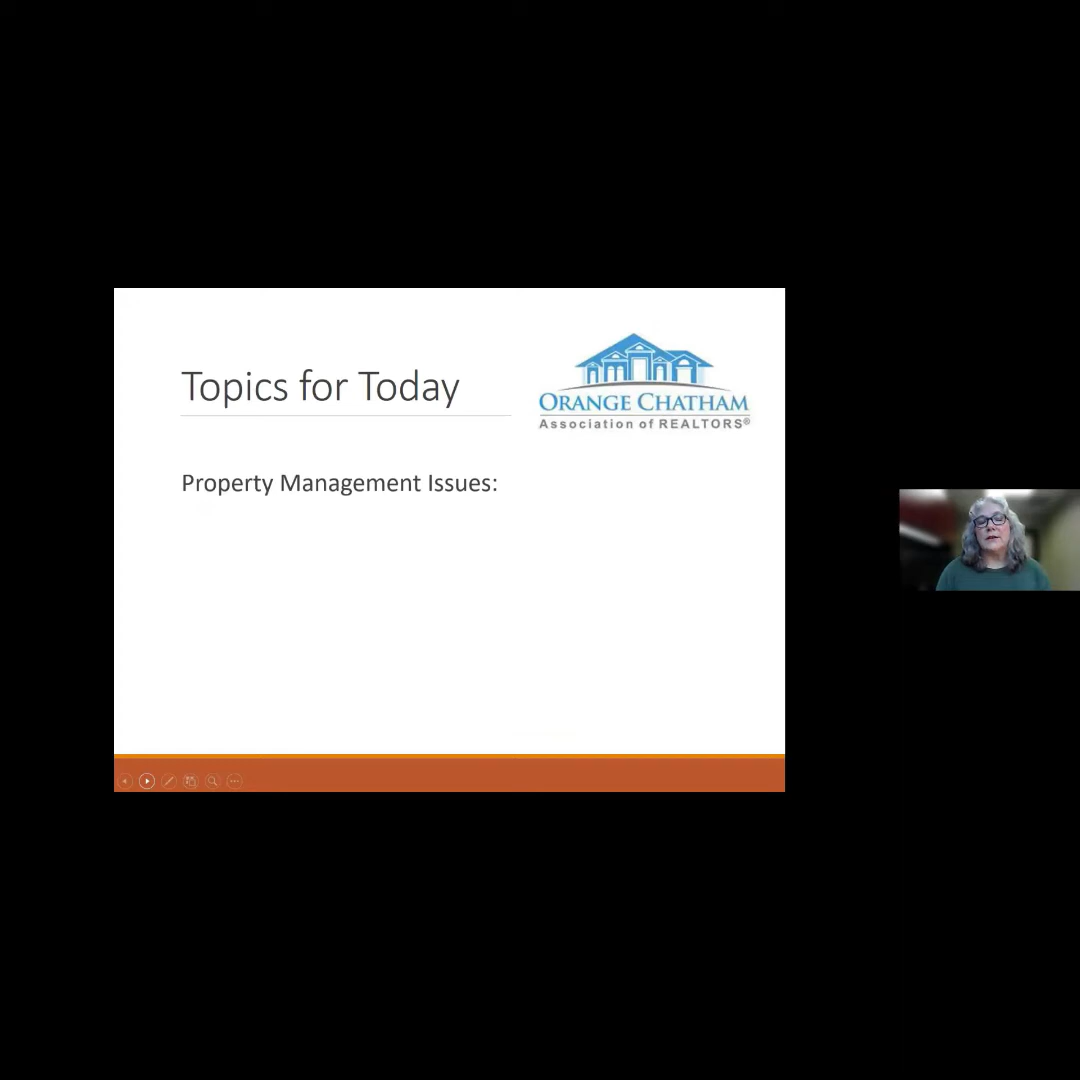 Topics for Today
ORANGE CHATHAM
Association of REALTORS®
Property Management Issues: